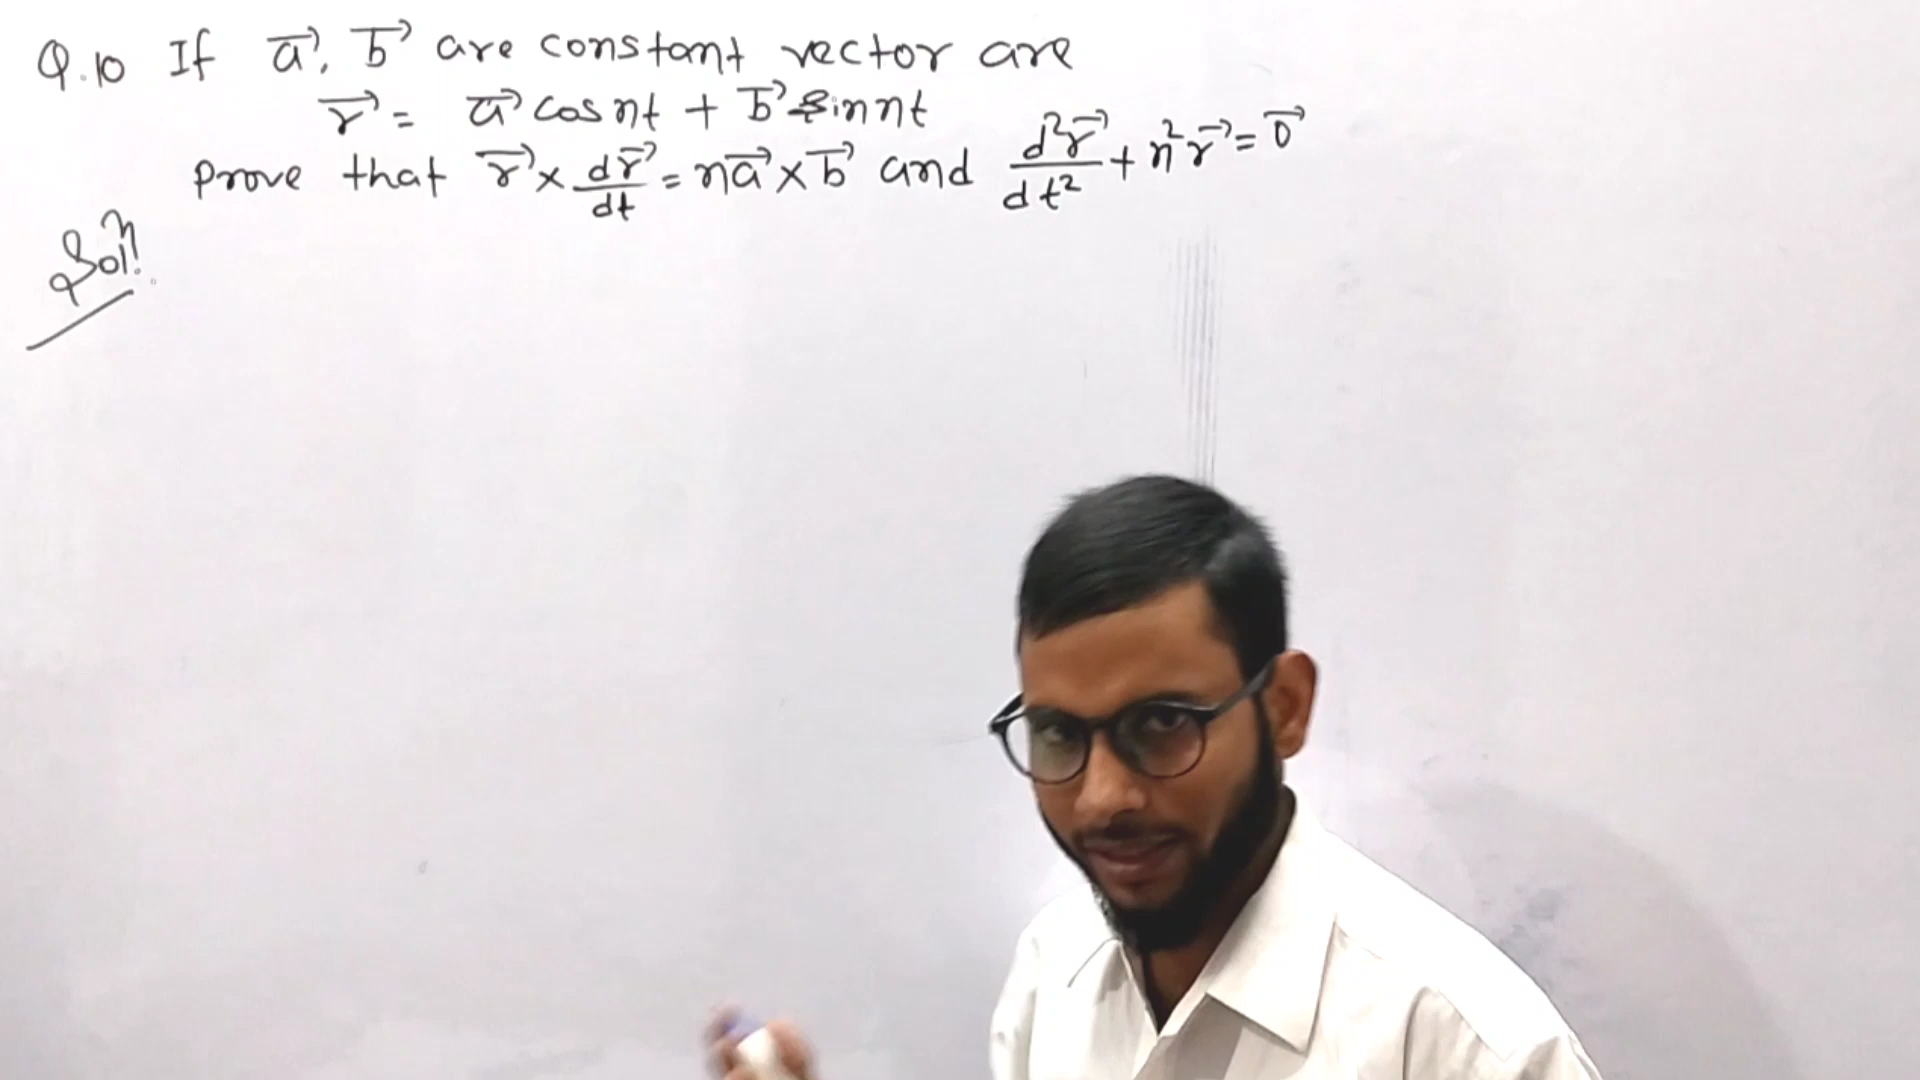 Q.10 If a⃗, b⃗ are constant vector are
r⃗ = a⃗ cos nt + b⃗ sin nt
prove that r⃗ × dr⃗/dt = na⃗ × b⃗ and d²r⃗/dt² + n²r⃗ = 0⃗
Solⁿ.